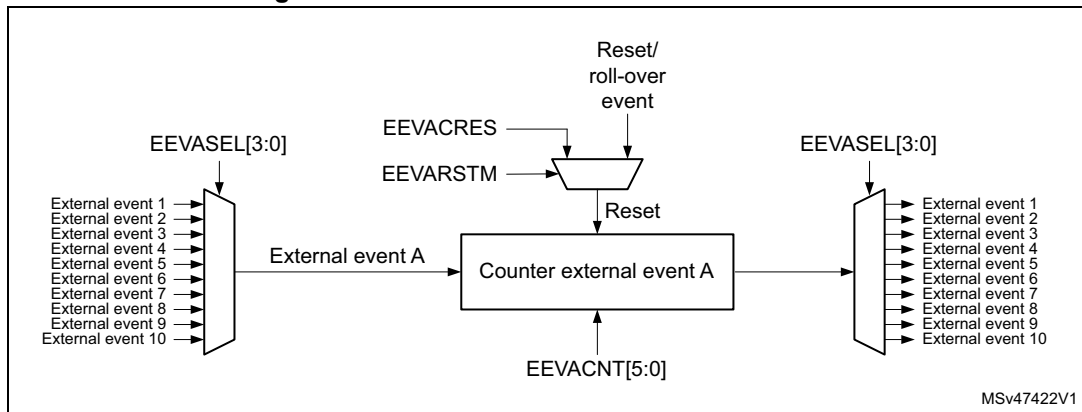 Reset/
roll-over
event
EEVACRES
EEVASEL[3:0]
EEVASEL[3:0]
EEVARSTM
External event 1
External event 2
External event 3
External event 4
External event 5
External event 6
External event 7
External event 8
External event 9
External event 10
Reset
External event A
Counter external event A
EEVACNT[5:0]
External event 1
External event 2
External event 3
External event 4
External event 5
External event 6
External event 7
External event 8
External event 9
External event 10
MSv47422V1